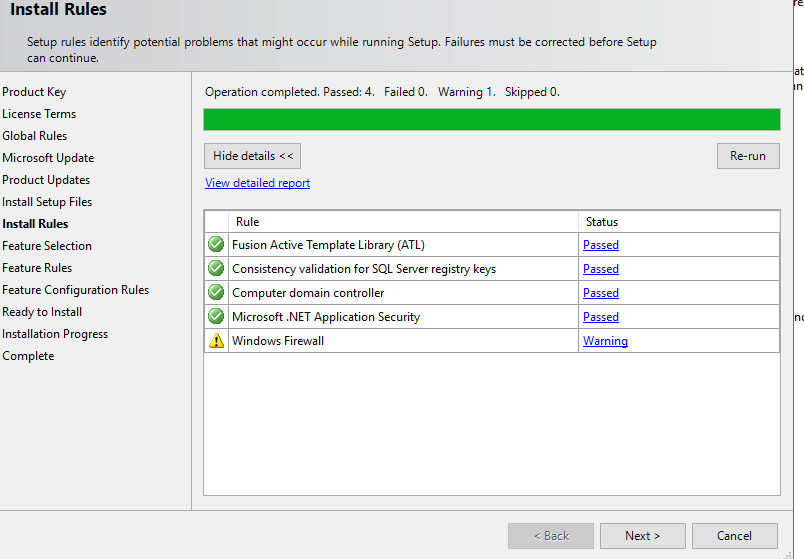 Install Rules
Setup rules identify potential problems that might occur while running Setup. Failures must be corrected before Setup
can continue.
Product Key
License Terms
Global Rules
Microsoft Update
Product Updates
Install Setup Files
Install Rules
Feature Selection
Feature Rules
Feature Configuration Rules
Ready to Install
Installation Progress
Complete
Operation completed. Passed: 4.   Failed 0.   Warning 1.   Skipped 0.
Hide details <<
Re-run
View detailed report
Rule Status
Fusion Active Template Library (ATL) Passed
Consistency validation for SQL Server registry keys Passed
Computer domain controller Passed
Microsoft .NET Application Security Passed
Windows Firewall Warning
< Back
Next >
Cancel